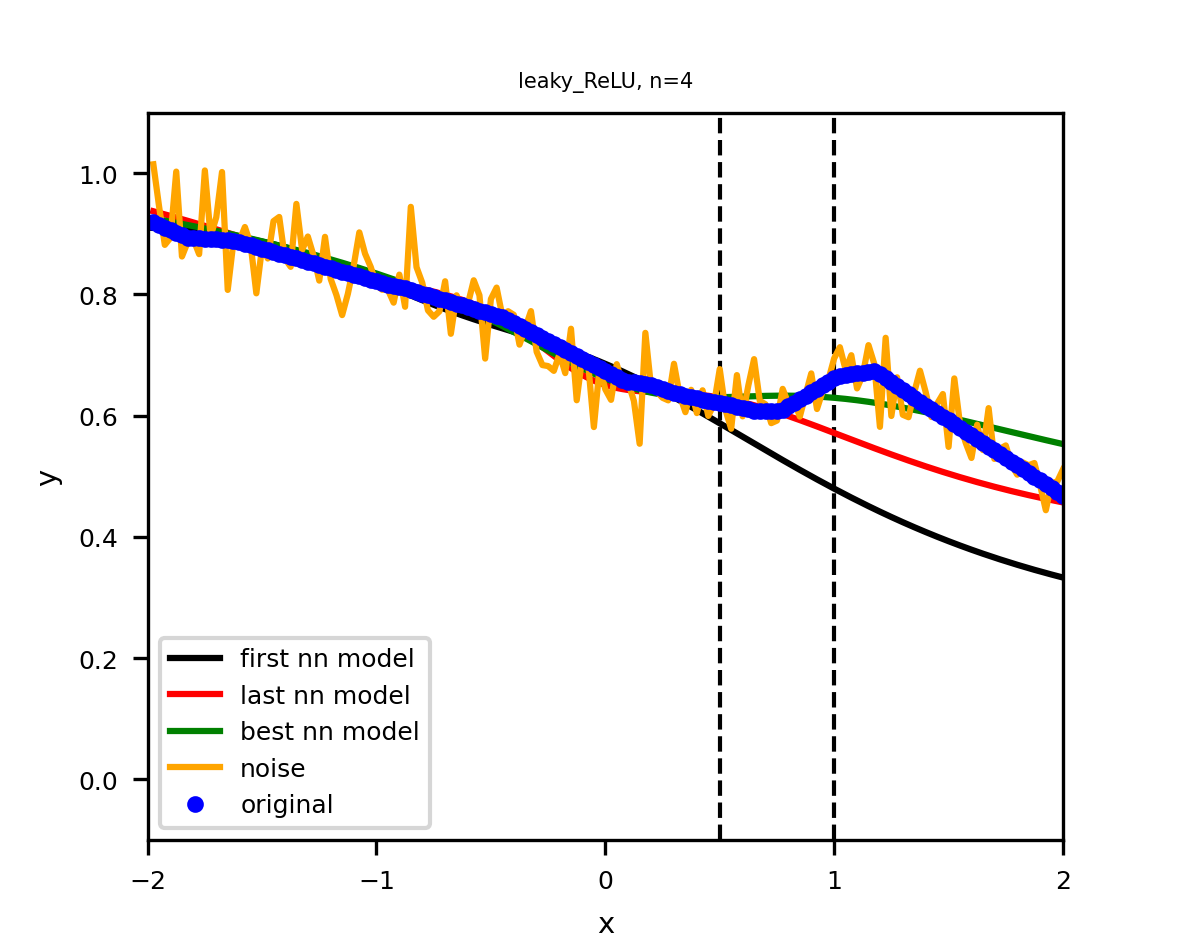 leaky_ReLU, n=4
y
1.0
0.8
0.6
0.4
0.2
0.0
first nn model
last nn model
best nn model
noise
original
−2
−1
0
1
2
x